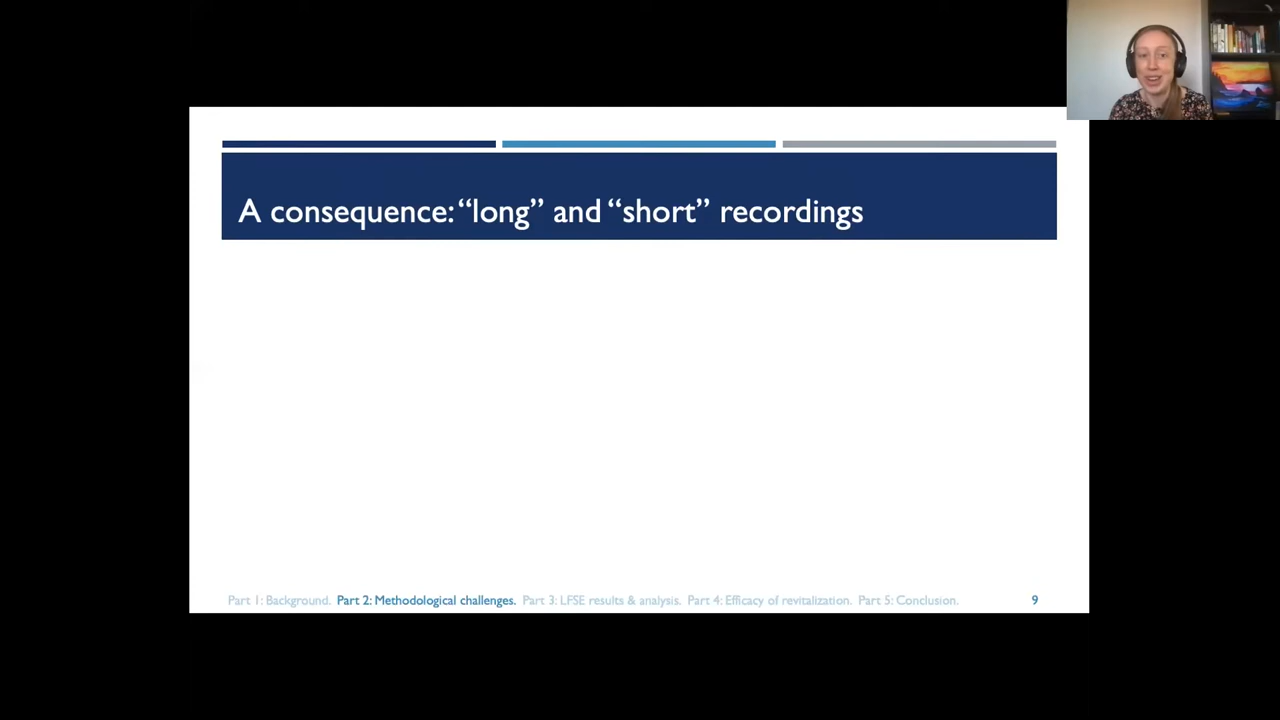 A consequence: “long” and “short” recordings
Part 1: Background. Part 2: Methodological challenges. Part 3: LFSE results & analysis. Part 4: Efficacy of revitalization. Part 5: Conclusion. 9